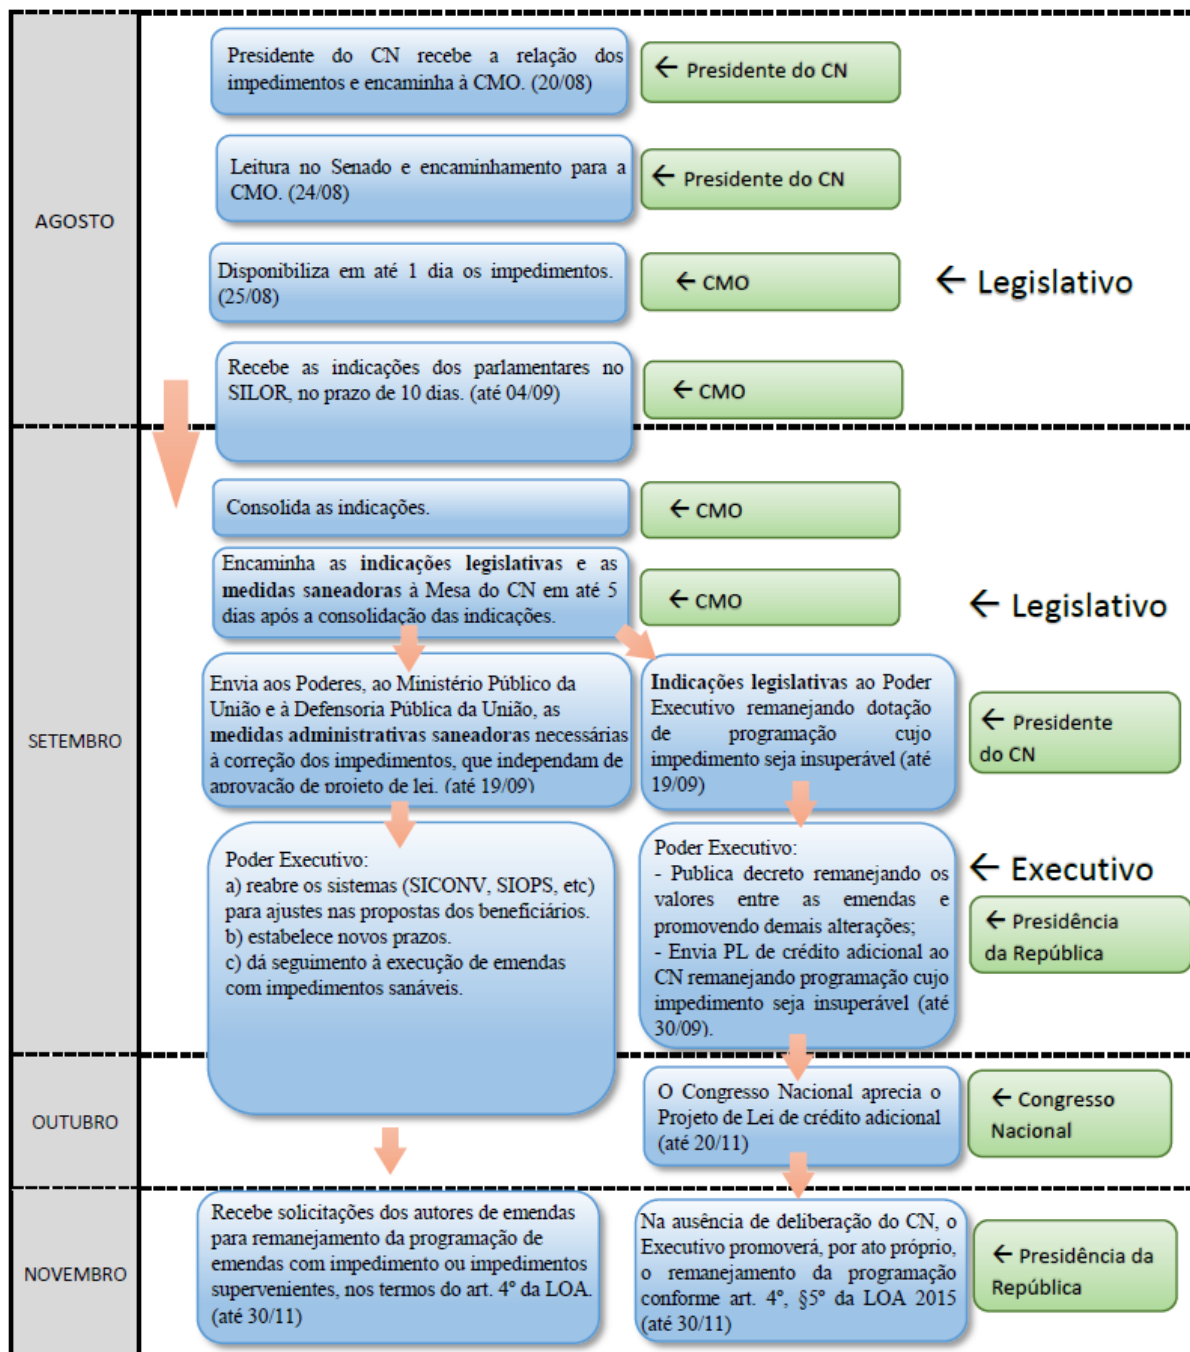 AGOSTO
Presidente do CN recebe a relação dos
impedimentos e encaminha à CMO. (20/08)
← Presidente do CN
Leitura no Senado e encaminhamento para a
CMO. (24/08)
← Presidente do CN
Disponibiliza em até 1 dia os impedimentos.
(25/08)
← CMO
← Legislativo
Recebe as indicações dos parlamentares no
SILOR, no prazo de 10 dias. (até 04/09)
← CMO
SETEMBRO
Consolida as indicações.
← CMO
Encaminha as indicações legislativas e as
medidas saneadoras à Mesa do CN em até 5
dias após a consolidação das indicações.
← CMO
← Legislativo
Envia aos Poderes, ao Ministério Público da
União e à Defensoria Pública da União, as
medidas administrativas saneadoras necessárias
à correção dos impedimentos, que independam de
aprovação de projeto de lei. (até 19/09)
Indicações legislativas ao Poder
Executivo remanejando dotação
de programação cujo
impedimento seja insuperável (até
19/09)
← Presidente
do CN
Poder Executivo:
a) reabre os sistemas (SICONV, SIOPS, etc)
para ajustes nas propostas dos beneficiários.
b) estabelece novos prazos.
c) dá seguimento à execução de emendas
com impedimentos sanáveis.
Poder Executivo:
- Publica decreto remanejando os
valores entre as emendas e
promovendo demais alterações;
- Envia PL de crédito adicional ao
CN remanejando programação cujo
impedimento seja insuperável (até
30/09).
← Executivo
← Presidência
da República
OUTUBRO
O Congresso Nacional aprecia o
Projeto de Lei de crédito adicional
(até 20/11)
← Congresso
Nacional
NOVEMBRO
Recebe solicitações dos autores de emendas
para remanejamento da programação de
emendas com impedimento ou impedimentos
supervenientes, nos termos do art. 4º da LOA.
(até 30/11)
Na ausência de deliberação do CN, o
Executivo promoverá, por ato próprio,
o remanejamento da programação
conforme art. 4º, §5º da LOA 2015
(até 30/11)
← Presidência da
República